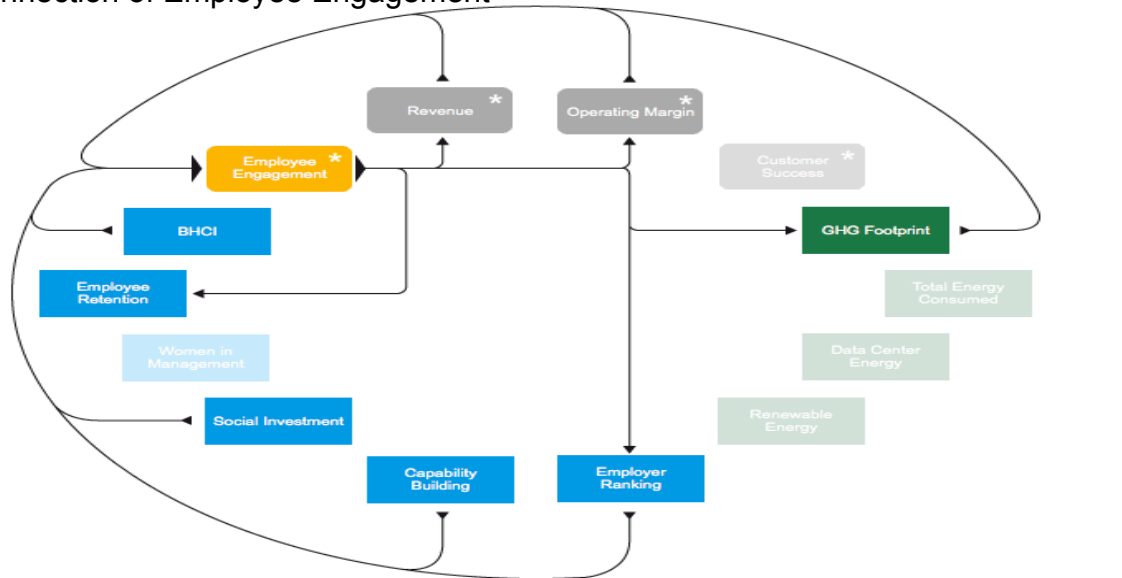 nnection of Employee Engagement
Revenue *
Operating Margin *
Employee *
Engagement
Customer *
Success
BHCI
GHG Footprint
Employee
Retention
Total Energy
Consumed
Women in
Management
Data Center
Energy
Social Investment
Renewable
Energy
Capability
Building
Employer
Ranking